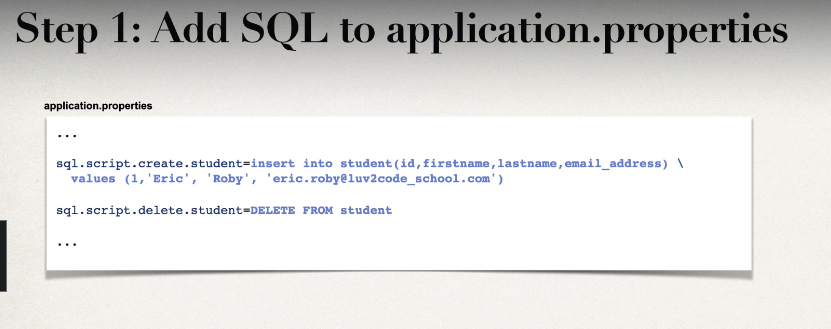 Step 1: Add SQL to application.properties
application.properties
...
sql.script.create.student=insert into student(id,firstname,lastname,email_address) \
values (1,'Eric', 'Roby', 'eric.roby@luv2code_school.com')
sql.script.delete.student=DELETE FROM student
...